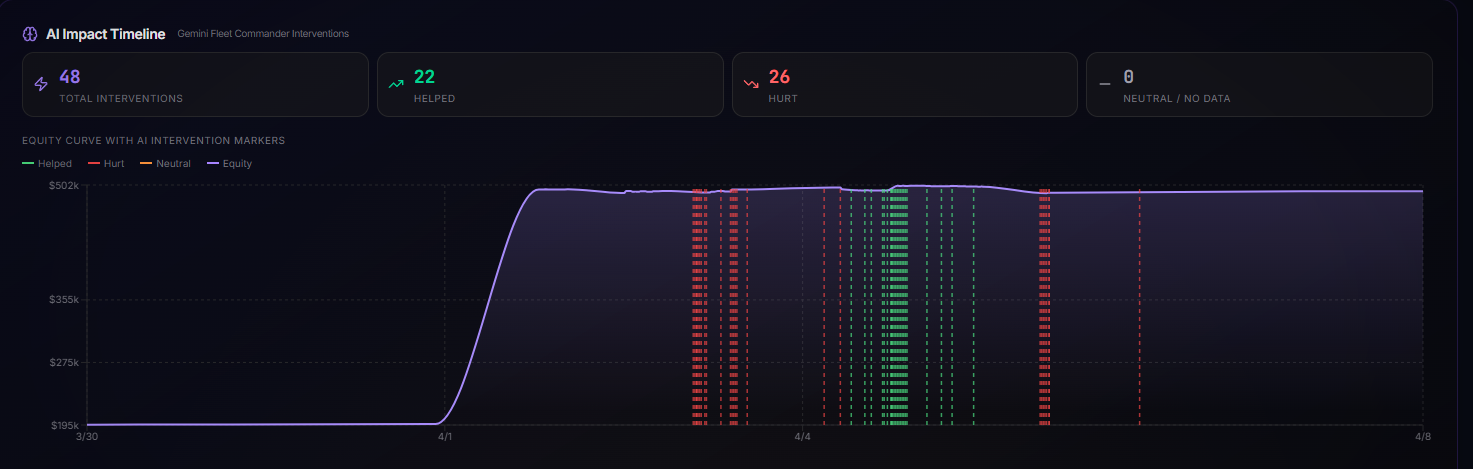 AI Impact Timeline Gemini Fleet Commander Interventions
48
TOTAL INTERVENTIONS
22
HELPED
26
HURT
0
NEUTRAL / NO DATA
EQUITY CURVE WITH AI INTERVENTION MARKERS
Helped Hurt Neutral Equity
$502k
$355k
$275k
$195k
3/30 4/1 4/4 4/8